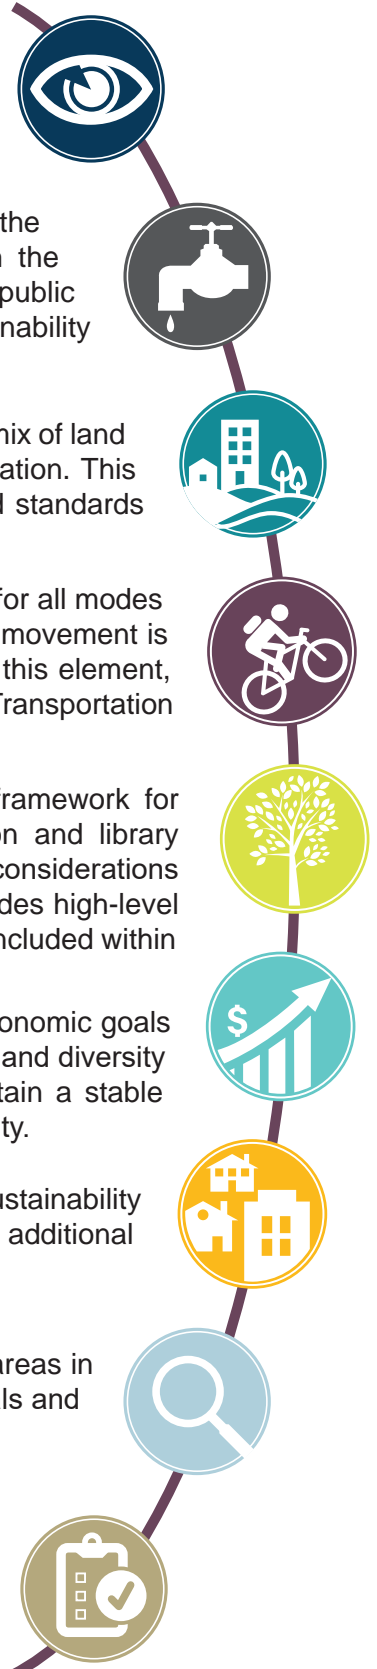 the
the
public
nability
mix of land
ation. This
standards
for all modes
movement is
this element,
Transportation
ramework for
on and library
considerations
des high-level
ncluded within
onomic goals
and diversity
tain a stable
ty.
ustainability
additional
areas in
ls and
$